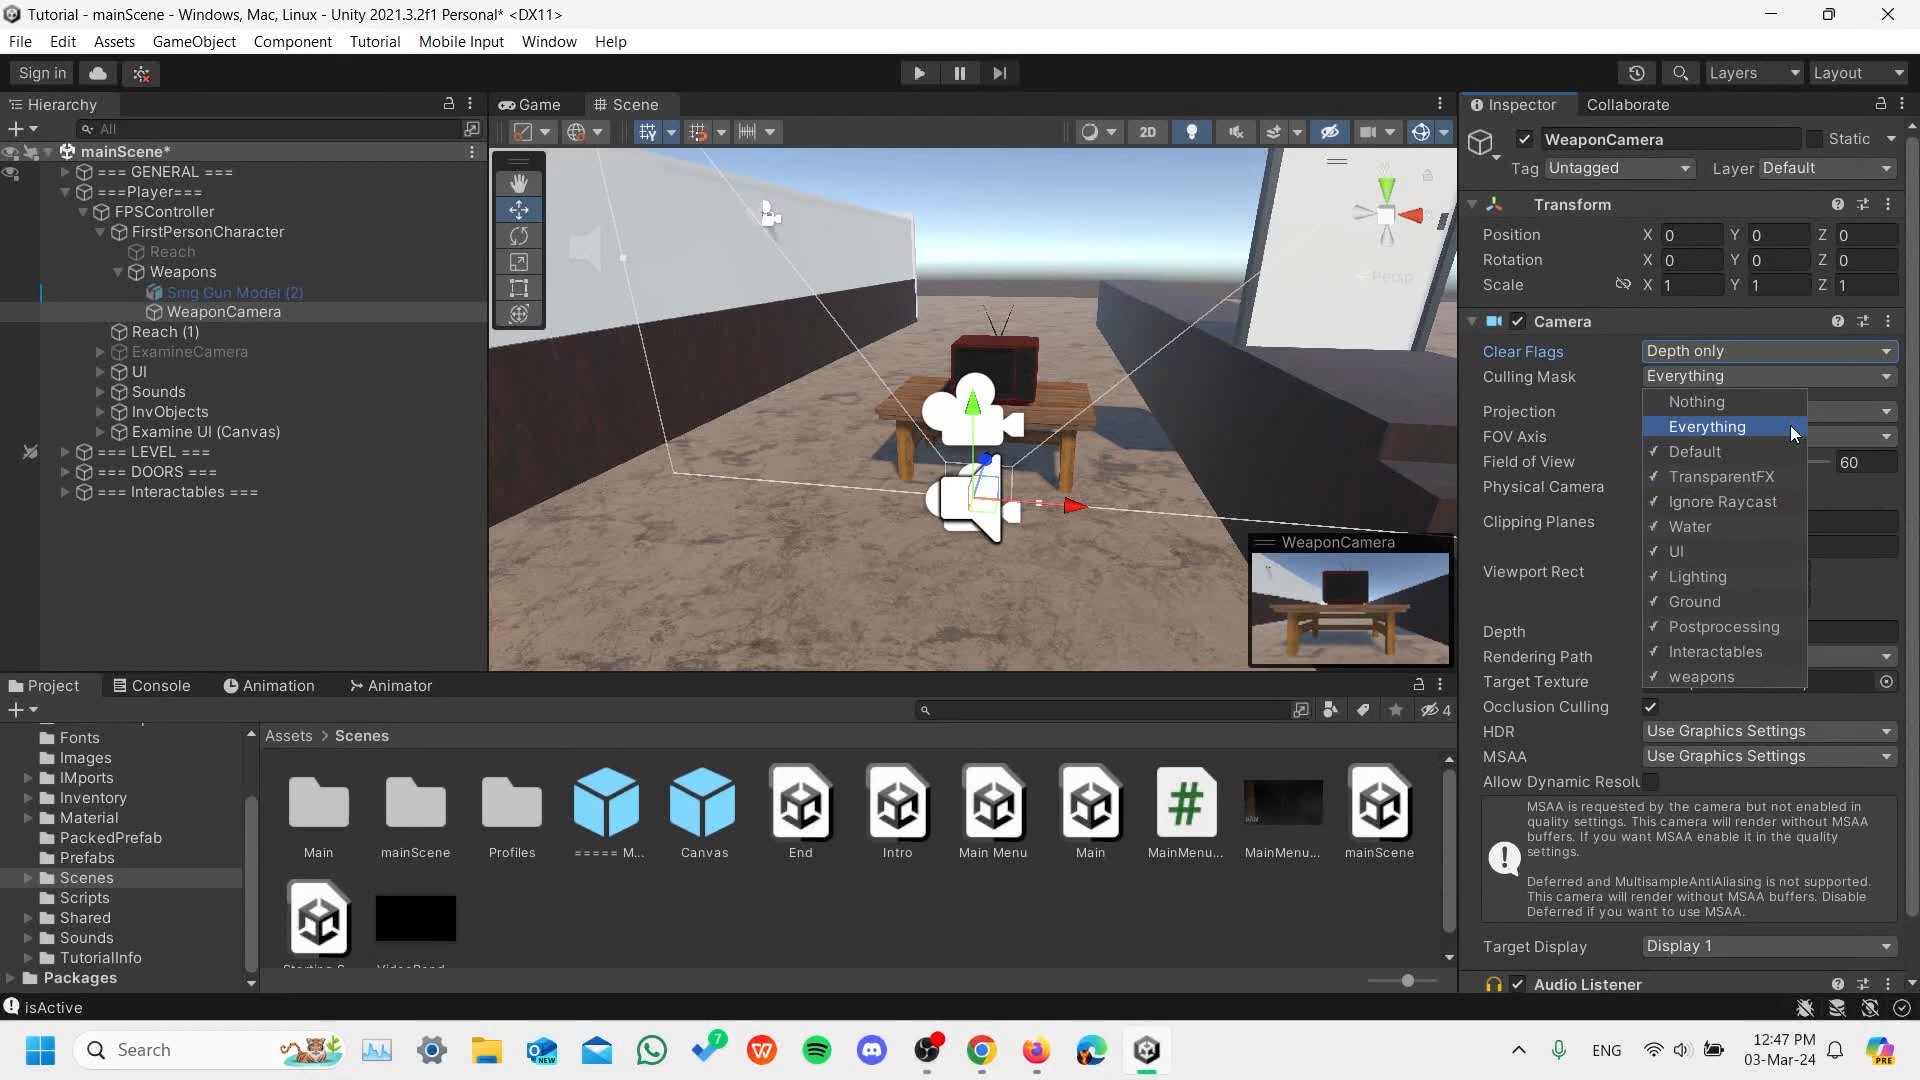 Tutorial - mainScene - Windows, Mac, Linux - Unity 2021.3.2f1 Personal* <DX11>
File Edit Assets GameObject Component Tutorial Mobile Input Window Help
Sign in
Layers Layout
Hierarchy
All
mainScene*
=== GENERAL ===
===Player===
FPSController
FirstPersonCharacter
Reach
Weapons
Smg Gun Model (2)
WeaponCamera
Reach (1)
ExamineCamera
UI
Sounds
InvObjects
Examine UI (Canvas)
=== LEVEL ===
=== DOORS ===
=== Interactables ===
Game Scene
2D
Persp
WeaponCamera
Inspector Collaborate
WeaponCamera Static
Tag Untagged Layer Default
Transform
Position X 0 Y 0 Z 0
Rotation X 0 Y 0 Z 0
Scale X 1 Y 1 Z 1
Camera
Clear Flags Depth only
Culling Mask Everything
Nothing
Everything
Default
TransparentFX
Ignore Raycast
Water
UI
Lighting
Ground
Postprocessing
Interactables
weapons
Projection
FOV Axis
Field of View 60
Physical Camera
Clipping Planes
Viewport Rect
Depth
Rendering Path
Target Texture
Occlusion Culling
HDR Use Graphics Settings
MSAA Use Graphics Settings
Allow Dynamic Resolu
MSAA is requested by the camera but not enabled in
quality settings. This camera will render without MSAA
buffers. If you want MSAA enable it in the quality
settings.
Deferred and MultisampleAntiAliasing is not supported.
This camera will render without MSAA buffers. Disable
Deferred if you want to use MSAA.
Target Display Display 1
Audio Listener
Project Console Animation Animator
4
Fonts
Images
IMports
Inventory
Material
PackedPrefab
Prefabs
Scenes
Scripts
Shared
Sounds
TutorialInfo
Packages
Assets > Scenes
Main mainScene Profiles ===== M... Canvas End Intro Main Menu Main MainMenu... MainMenu... mainScene
isActive
Search
7
ENG
12:47 PM
03-Mar-24
PRE